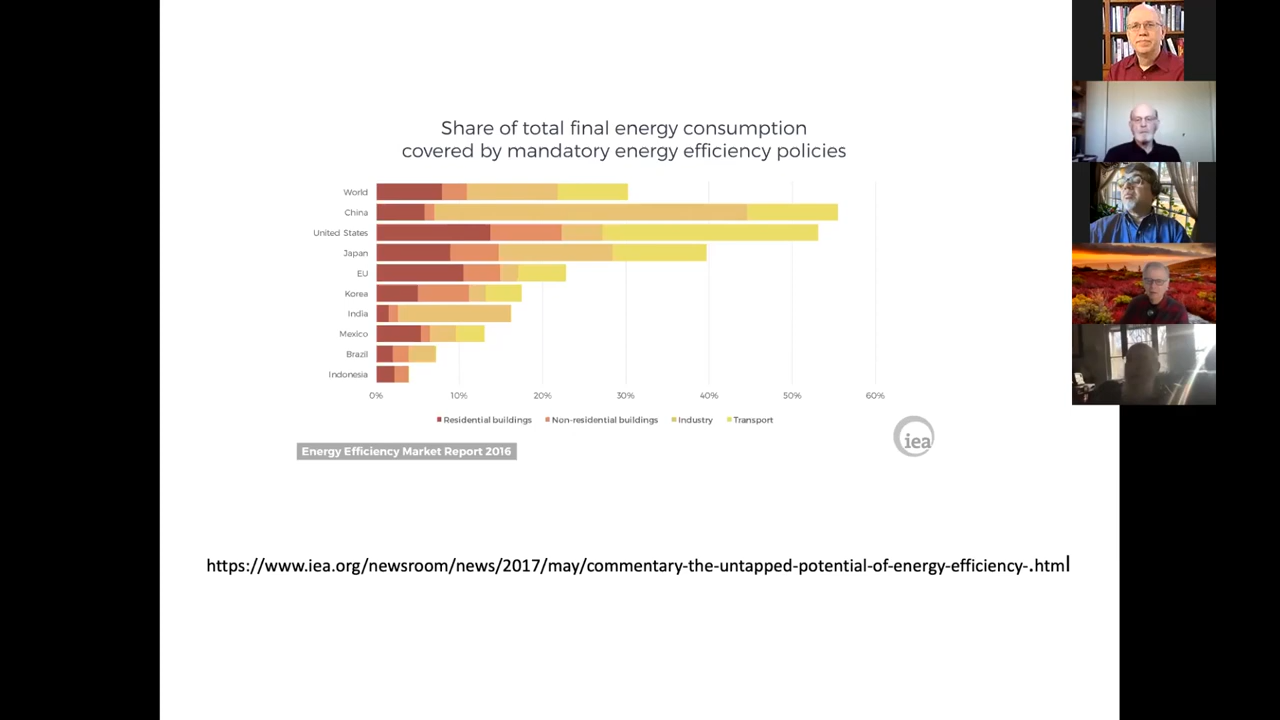 Share of total final energy consumption
covered by mandatory energy efficiency policies
World
China
United States
Japan
EU
Korea
India
Mexico
Brazil
Indonesia
0% 10% 20% 30% 40% 50% 60%
Residential buildings Non-residential buildings Industry Transport
iea
Energy Efficiency Market Report 2016
https://www.iea.org/newsroom/news/2017/may/commentary-the-untapped-potential-of-energy-efficiency-.html